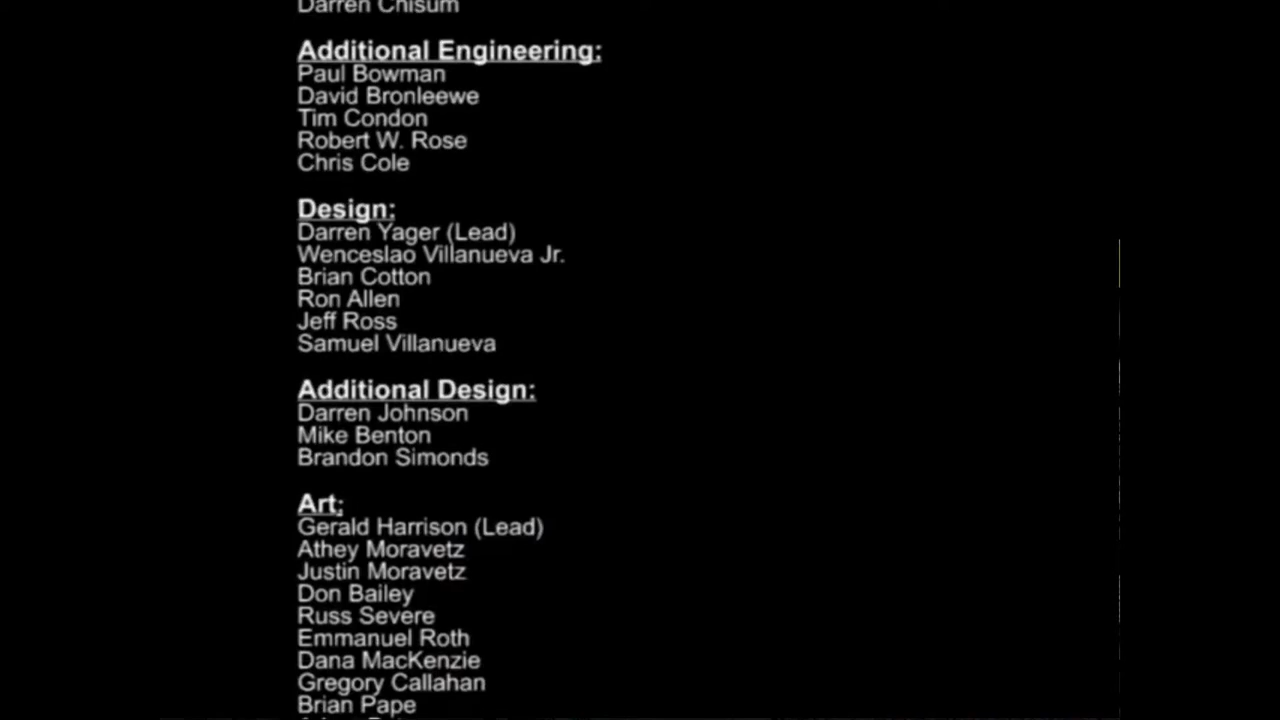 Darren Chisum
Additional Engineering:
Paul Bowman
David Bronleewe
Tim Condon
Robert W. Rose
Chris Cole
Design:
Darren Yager (Lead)
Wenceslao Villanueva Jr.
Brian Cotton
Ron Allen
Jeff Ross
Samuel Villanueva
Additional Design:
Darren Johnson
Mike Benton
Brandon Simonds
Art:
Gerald Harrison (Lead)
Athey Moravetz
Justin Moravetz
Don Bailey
Russ Severe
Emmanuel Roth
Dana MacKenzie
Gregory Callahan
Brian Pape